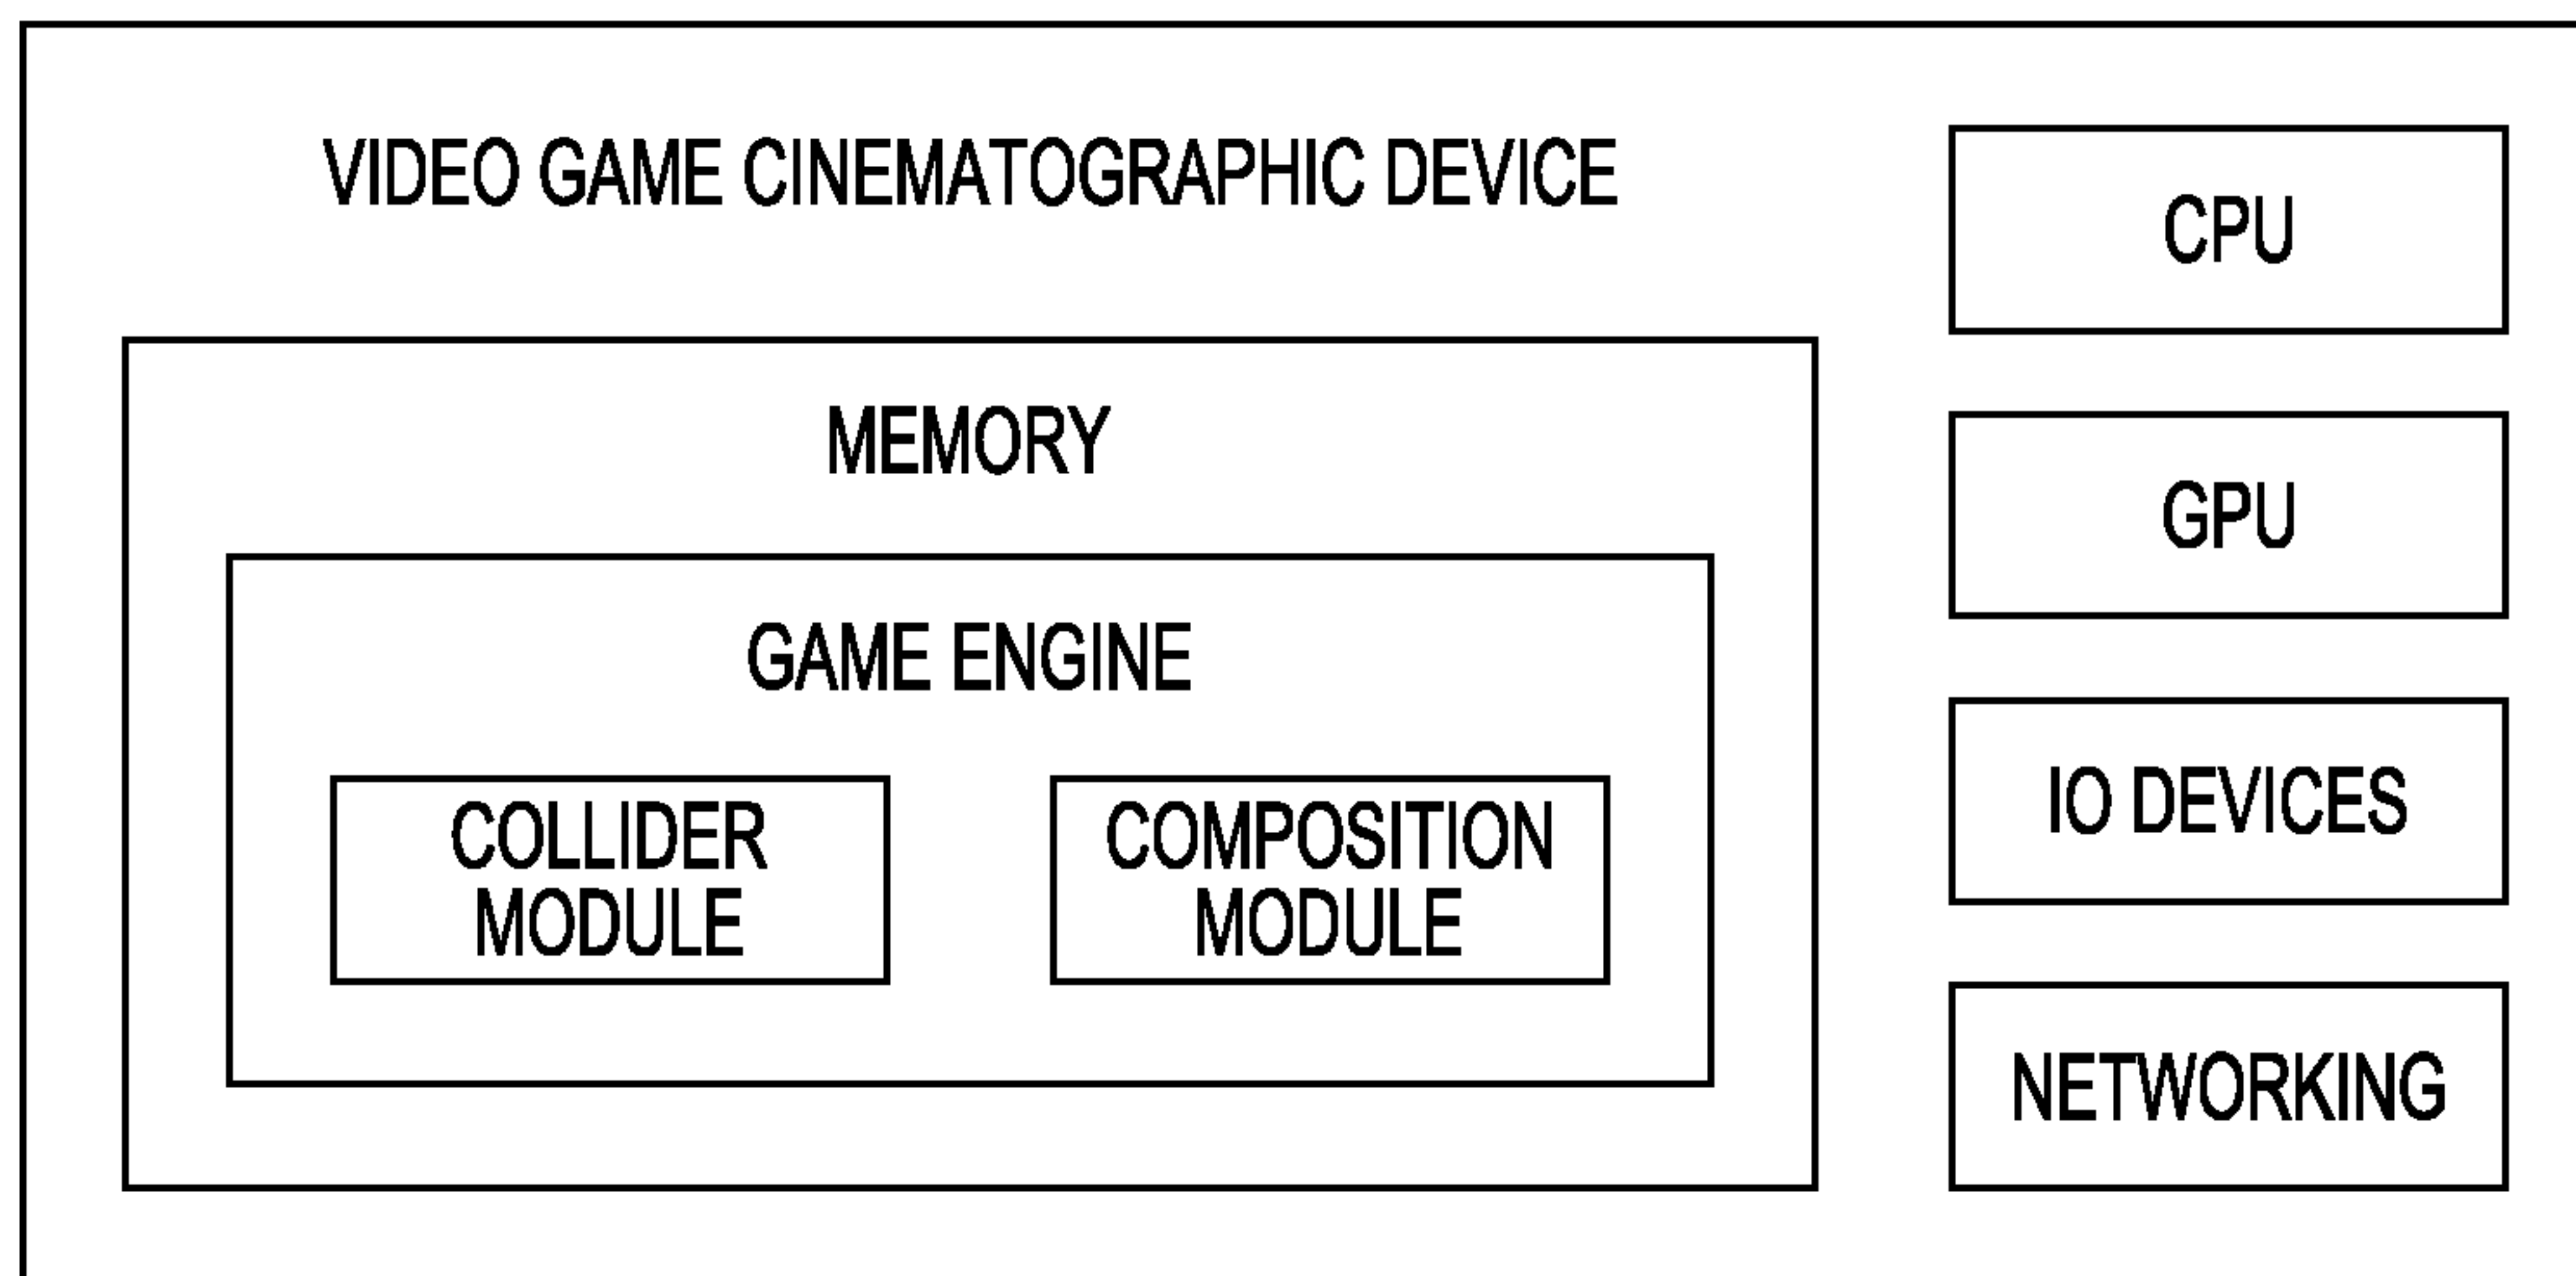 VIDEO GAME CINEMATOGRAPHIC DEVICE
MEMORY
GAME ENGINE
COLLIDER
MODULE
COMPOSITION
MODULE
CPU
GPU
IO DEVICES
NETWORKING